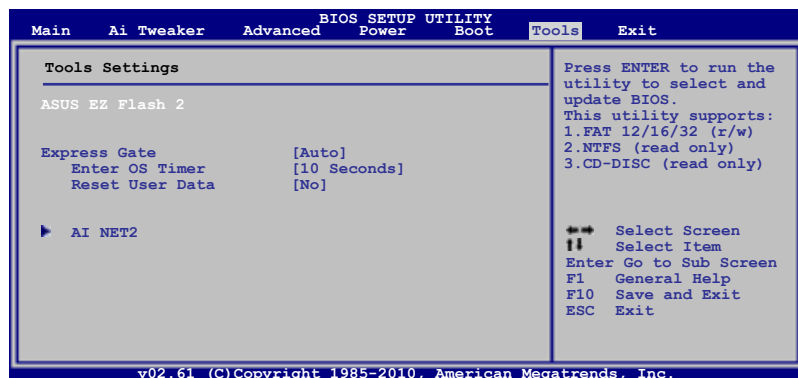 BIOS SETUP UTILITY
Main Ai Tweaker Advanced Power Boot Tools Exit
Tools Settings
ASUS EZ Flash 2
Express Gate [Auto]
Enter OS Timer [10 Seconds]
Reset User Data [No]
AI NET2
Press ENTER to run the
utility to select and
update BIOS.
This utility supports:
1.FAT 12/16/32 (r/w)
2.NTFS (read only)
3.CD-DISC (read only)
Select Screen
Select Item
Enter Go to Sub Screen
F1 General Help
F10 Save and Exit
ESC Exit
v02.61 (C)Copyright 1985-2010, American Megatrends, Inc.